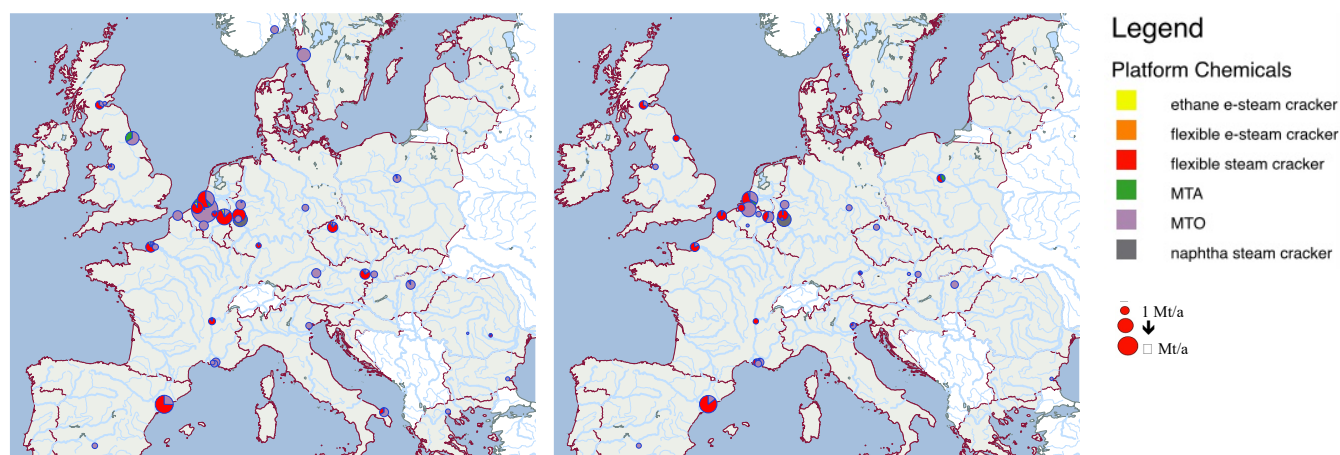 Legend
Platform Chemicals
ethane e-steam cracker
flexible e-steam cracker
flexible steam cracker
MTA
MTO
naphtha steam cracker
1 Mt/a
Mt/a